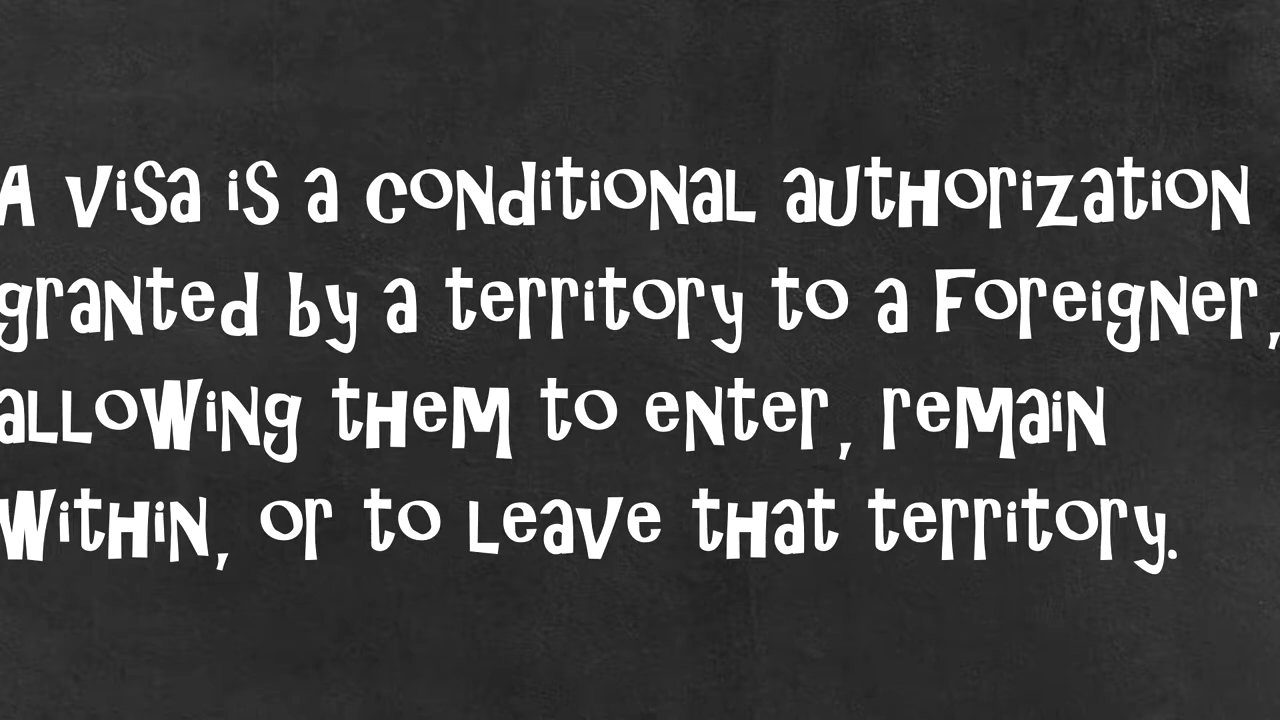 A visa is a conditional authorization
granted by a territory to a foreigner,
allowing them to enter, remain
within, or to leave that territory.